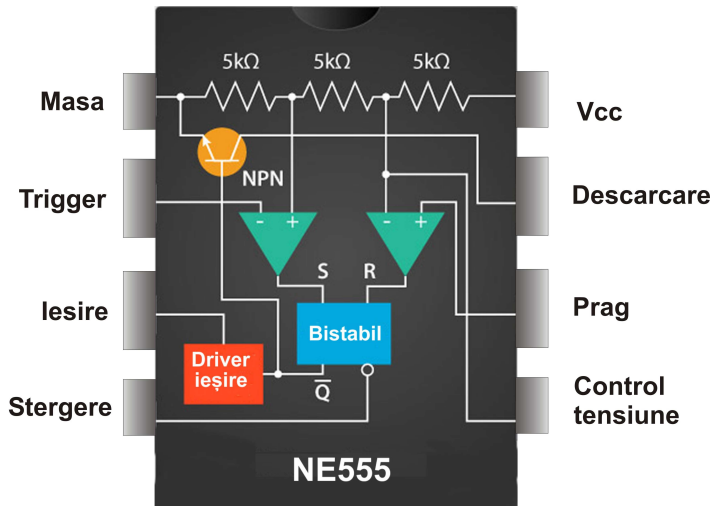 5kΩ 5kΩ 5kΩ
Masa
Vcc
NPN
Trigger
Descarcare
- +
- +
S R
Iesire
Prag
Bistabil
Driver
ieșire
Q̅
Stergere
Control
tensiune
NE555